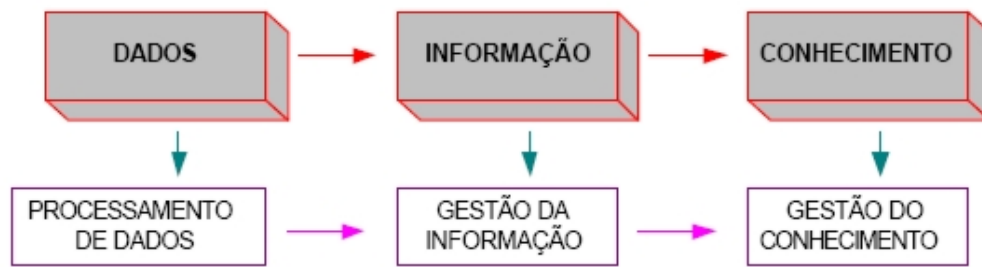 DADOS
INFORMAÇÃO
CONHECIMENTO
PROCESSAMENTO
DE DADOS
GESTÃO DA
INFORMAÇÃO
GESTÃO DO
CONHECIMENTO